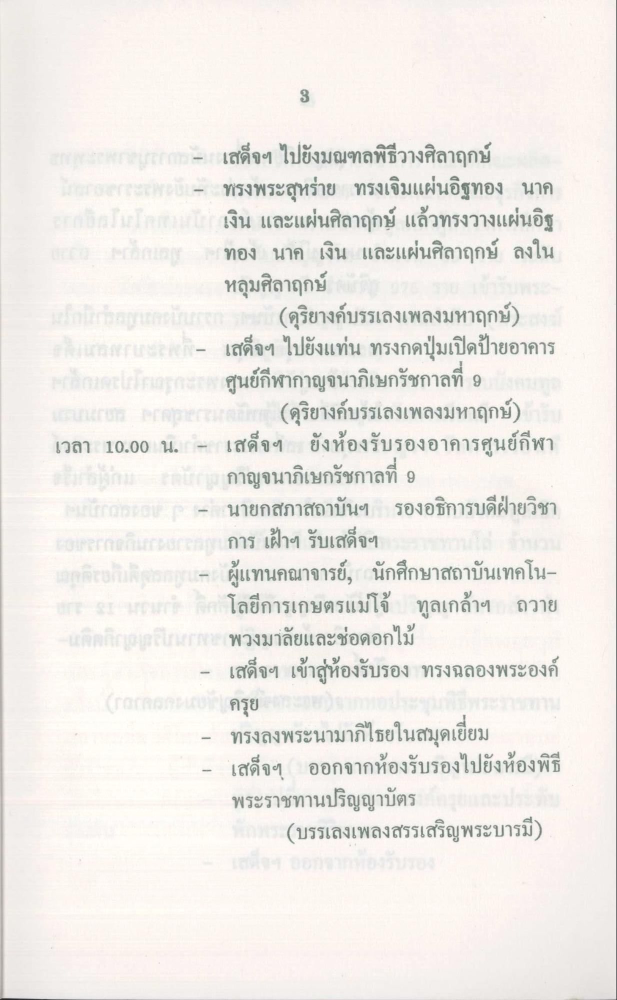 3
- เสด็จฯ ไปยังมณฑลพิธีวางศิลาฤกษ์
- ทรงพระสุหร่าย ทรงเจิมแผ่นอิฐทอง นาค
เงิน และแผ่นศิลาฤกษ์ แล้วทรงวางแผ่นอิฐ
ทอง นาค เงิน และแผ่นศิลาฤกษ์ ลงใน
หลุมศิลาฤกษ์
(ดุริยางค์บรรเลงเพลงมหาฤกษ์)
- เสด็จฯ ไปยังแท่น ทรงกดปุ่มเปิดป้ายอาคาร
ศูนย์กีฬากาญจนาภิเษกรัชกาลที่ 9
(ดุริยางค์บรรเลงเพลงมหาฤกษ์)
เวลา 10.00 น. - เสด็จฯ ยังห้องรับรองอาคารศูนย์กีฬา
กาญจนาภิเษกรัชกาลที่ 9
- นายกสภาสถาบันฯ รองอธิการบดีฝ่ายวิชา
การ เฝ้าฯ รับเสด็จฯ
- ผู้แทนคณาจารย์, นักศึกษาสถาบันเทคโน-
โลยีการเกษตรแม่โจ้ ทูลเกล้าฯ ถวาย
พวงมาลัยและช่อดอกไม้
- เสด็จฯ เข้าสู่ห้องรับรอง ทรงฉลองพระองค์
ครุย
- ทรงลงพระนามาภิไธยในสมุดเยี่ยม
- เสด็จฯ ออกจากห้องรับรองไปยังห้องพิธี
พระราชทานปริญญาบัตร
(บรรเลงเพลงสรรเสริญพระบารมี)